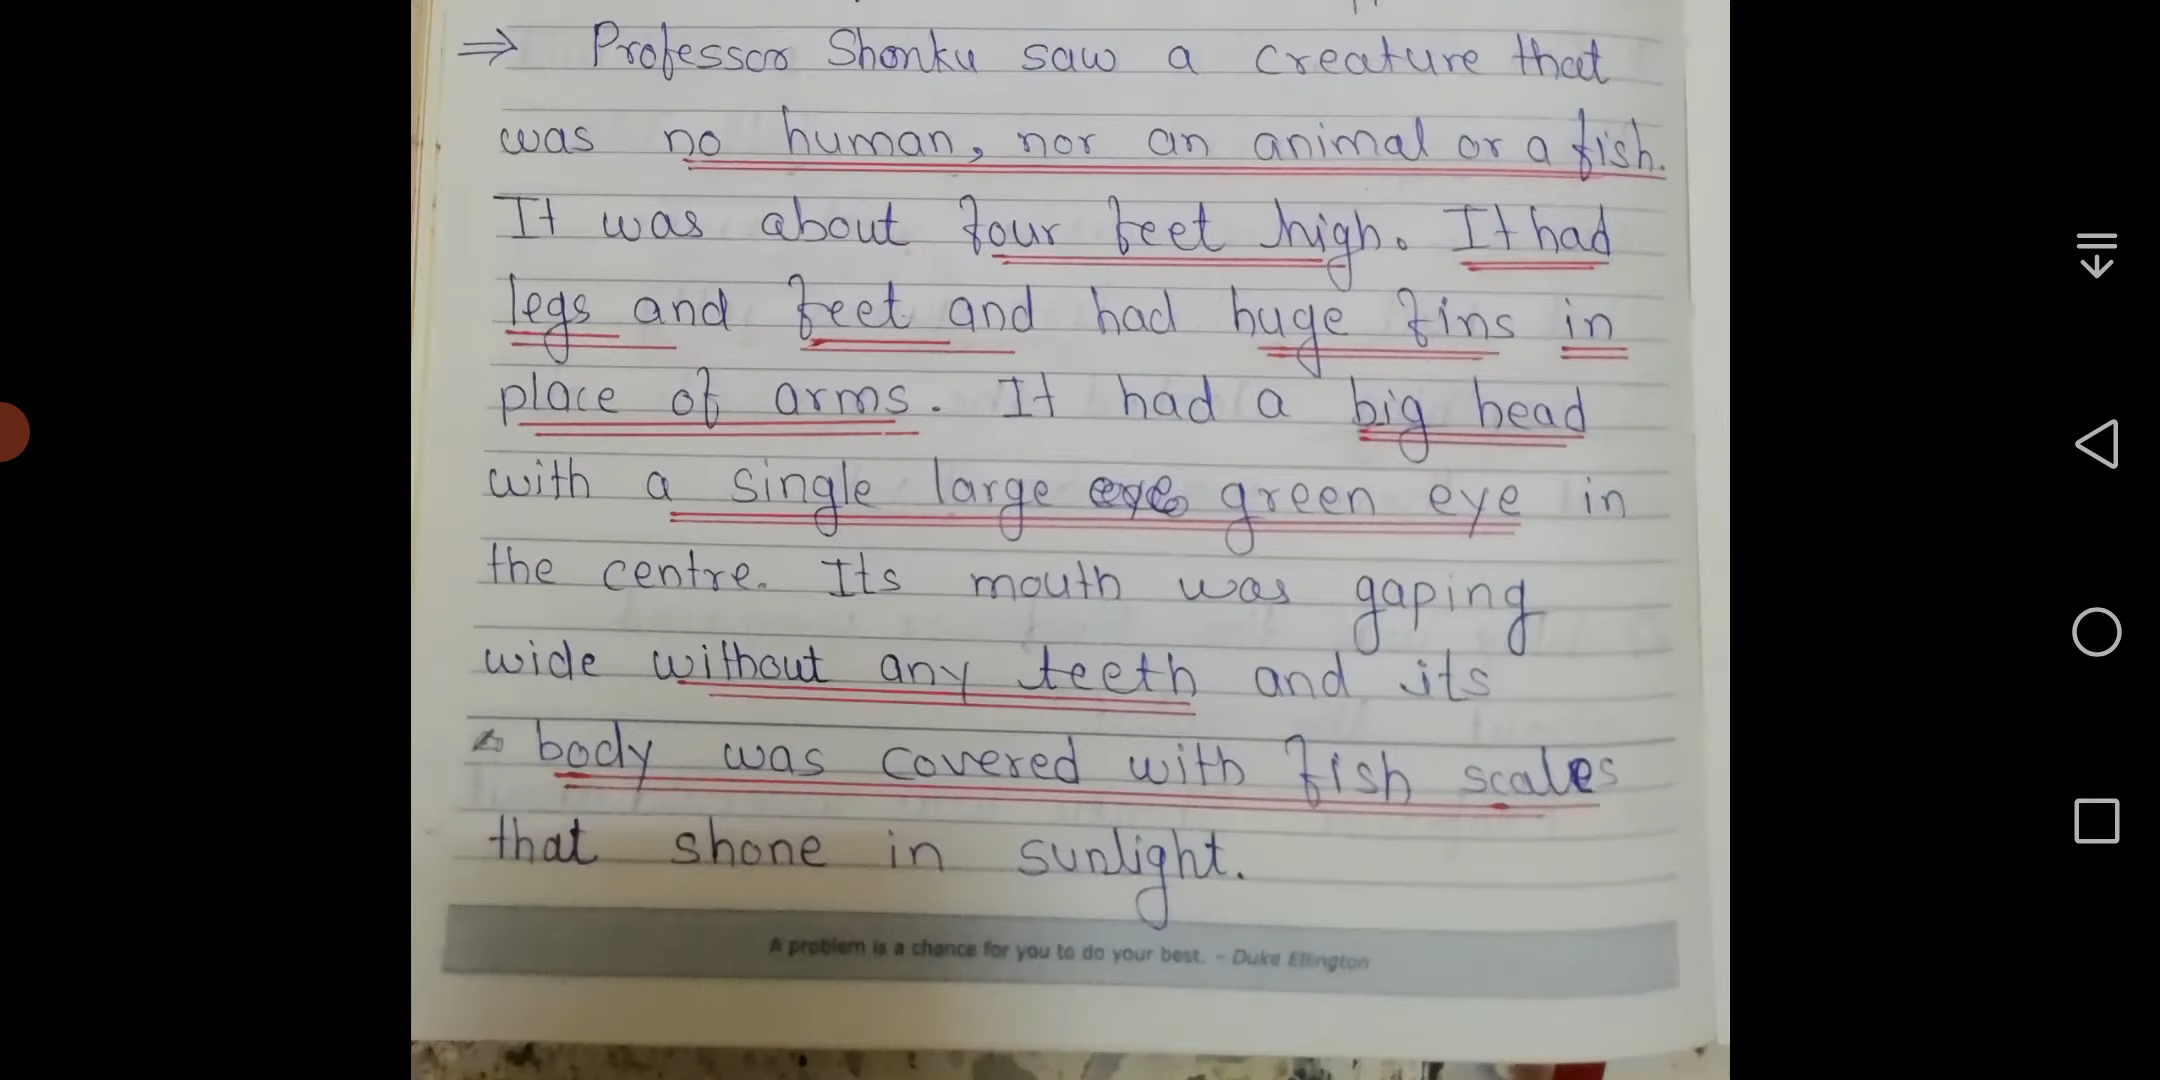 ⇒ Professor Shonku saw a creature that
was no human, nor an animal or a fish.
It was about four feet high. It had
legs and feet and had huge fins in
place of arms. It had a big head
with a single large eye green eye in
the centre. Its mouth was gaping
wide without any teeth and its
body was covered with fish scales
that shone in sunlight.
A problem is a chance for you to do your best. - Duke Ellington